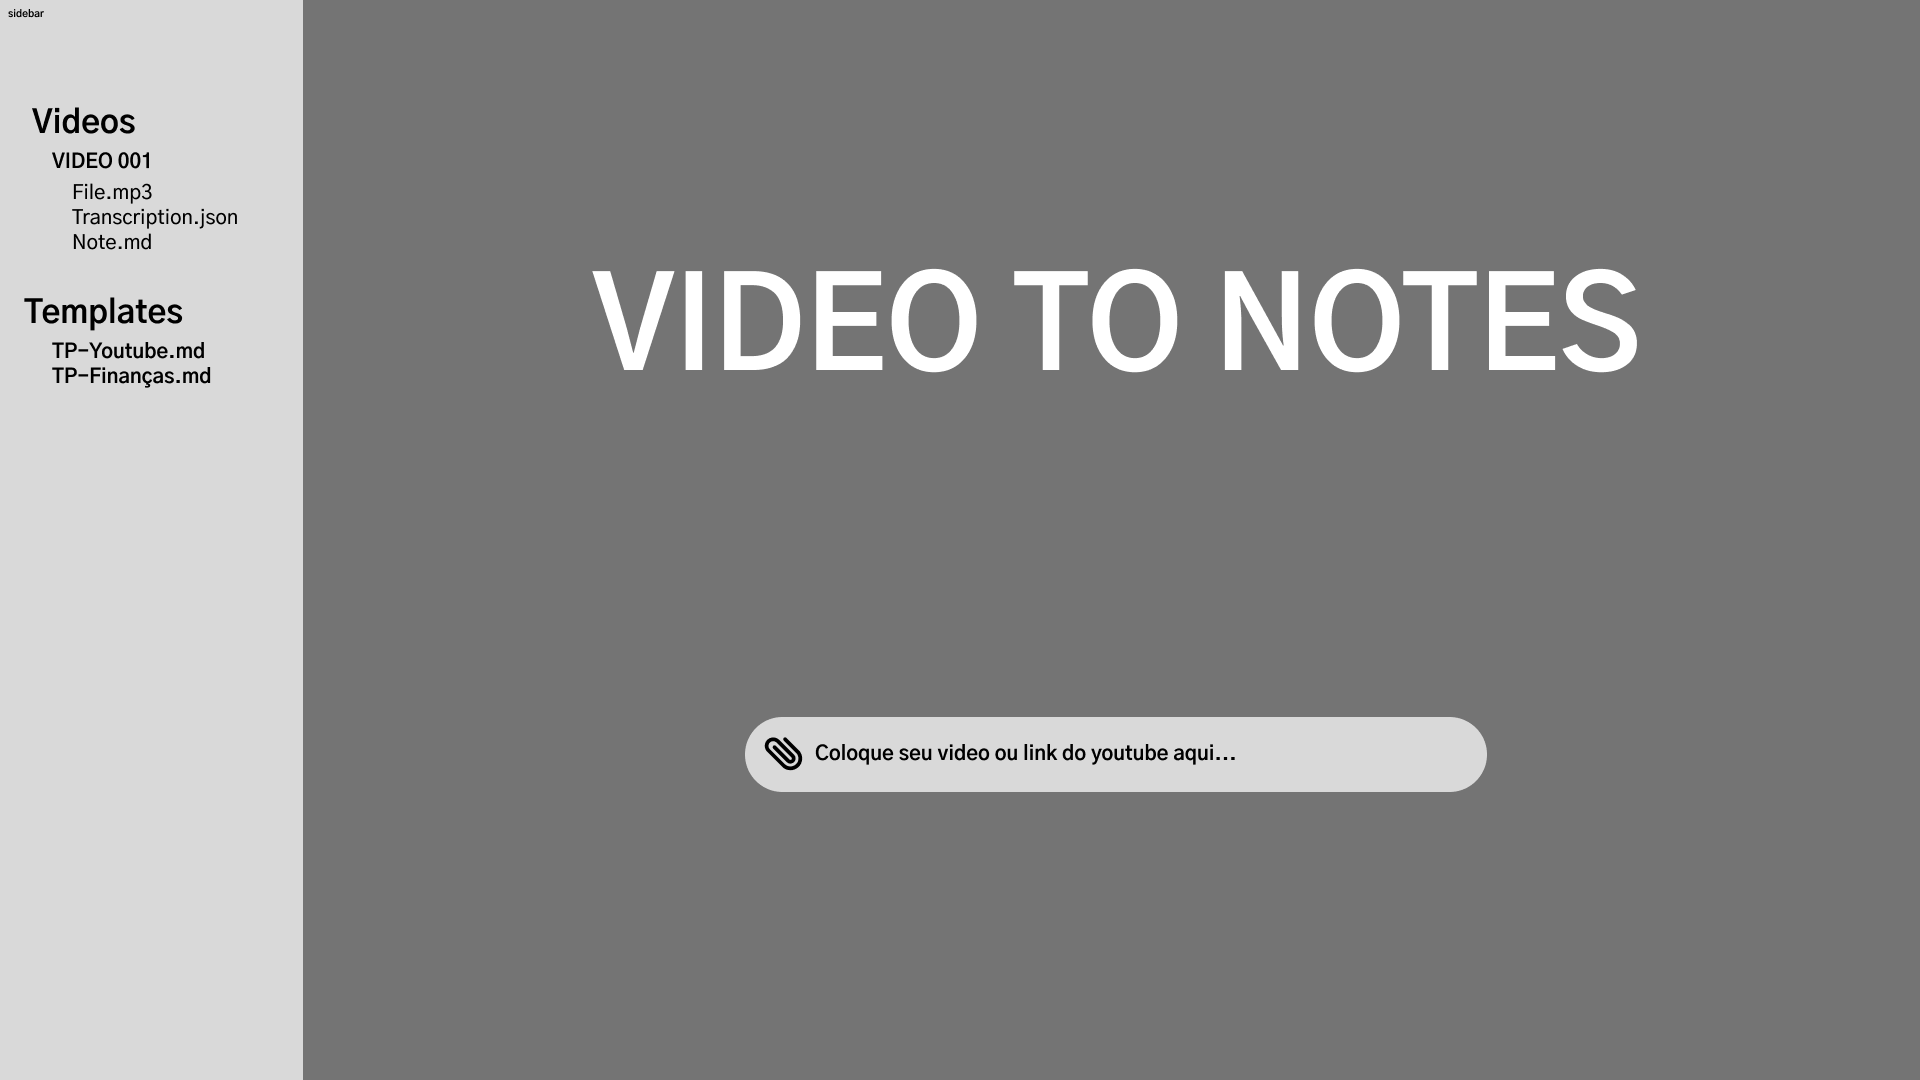 sidebar
Videos
VIDEO 001
File.mp3
Transcription.json
Note.md
Templates
TP-Youtube.md
TP-Finanças.md
VIDEO TO NOTES
Coloque seu video ou link do youtube aqui...